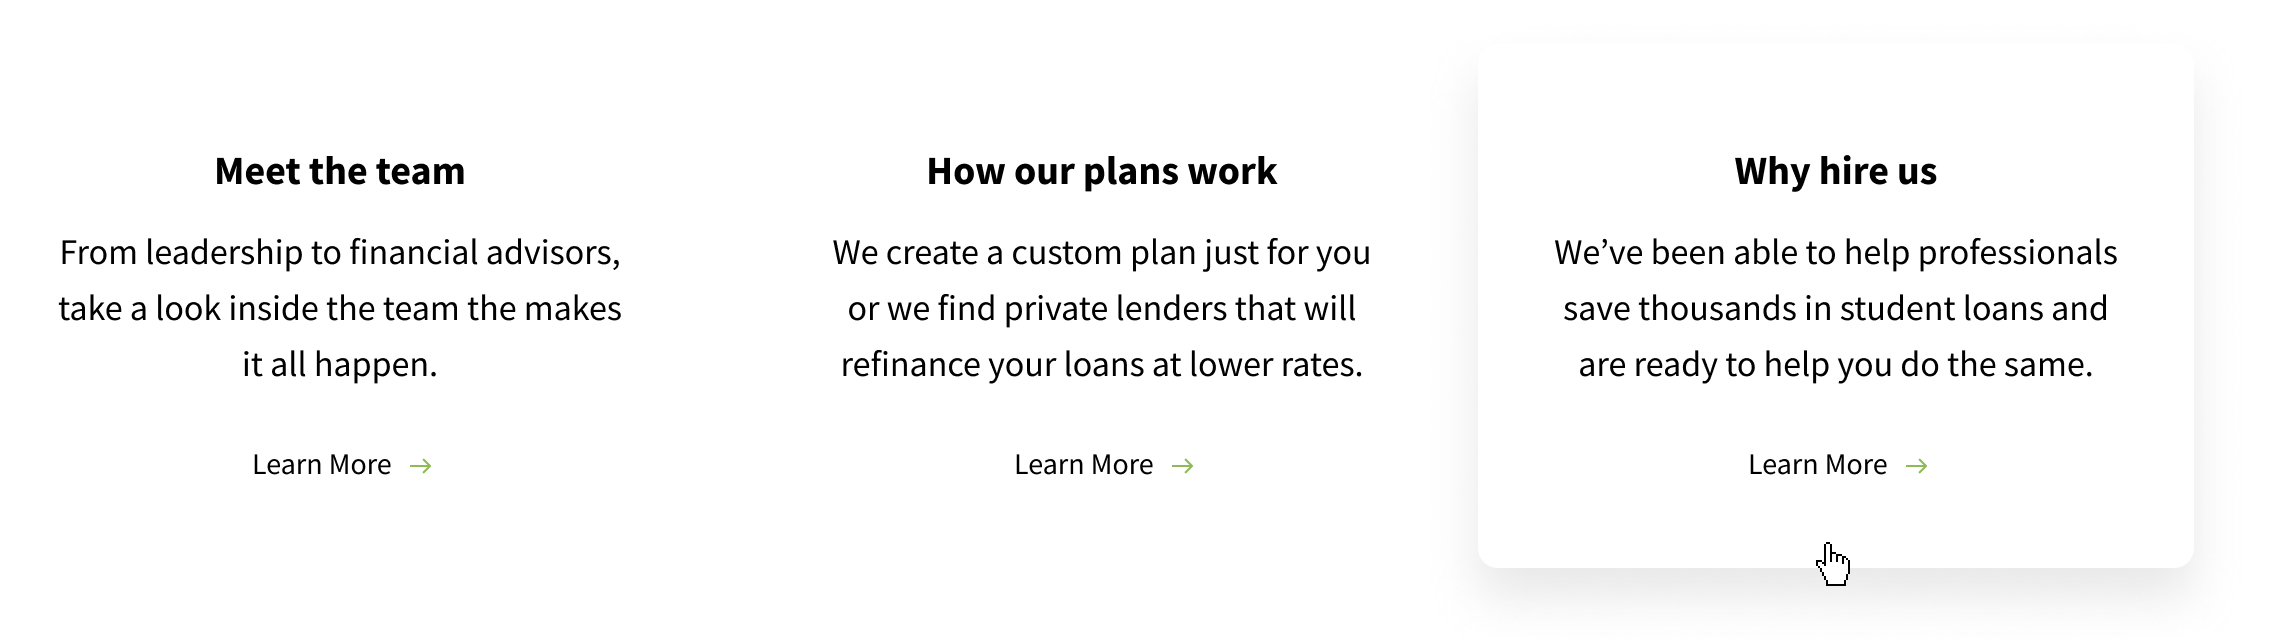 Meet the team
From leadership to financial advisors,
take a look inside the team the makes
it all happen.
Learn More →
How our plans work
We create a custom plan just for you
or we find private lenders that will
refinance your loans at lower rates.
Learn More →
Why hire us
We’ve been able to help professionals
save thousands in student loans and
are ready to help you do the same.
Learn More →